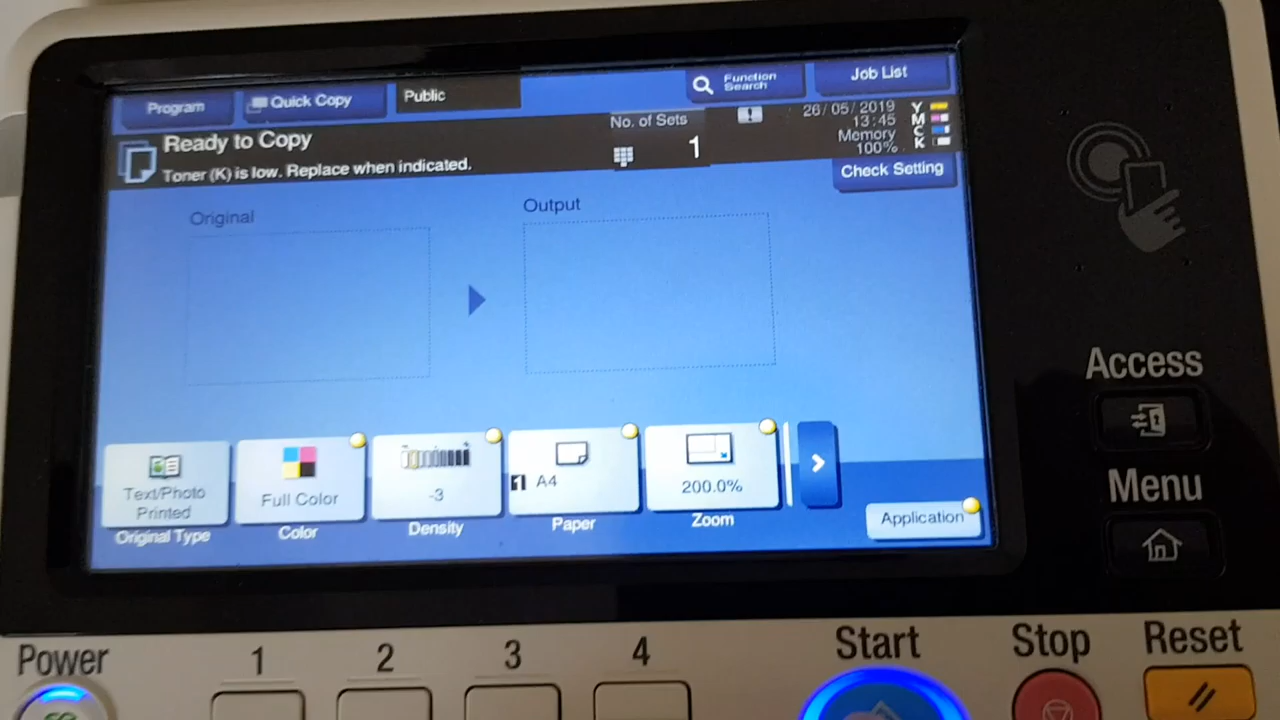 Program
Quick Copy
Public
Function
Search
Job List
Ready to Copy
Toner (K) is low. Replace when indicated.
No. of Sets
1
26/05/2019
13:45
Memory
100%
Y
M
C
K
Check Setting
Original
Output
Text/Photo
Printed
Original Type
Full Color
Color
-3
Density
1 A4
Paper
200.0%
Zoom
Application
Access
Menu
Power
1
2
3
4
Start
Stop
Reset